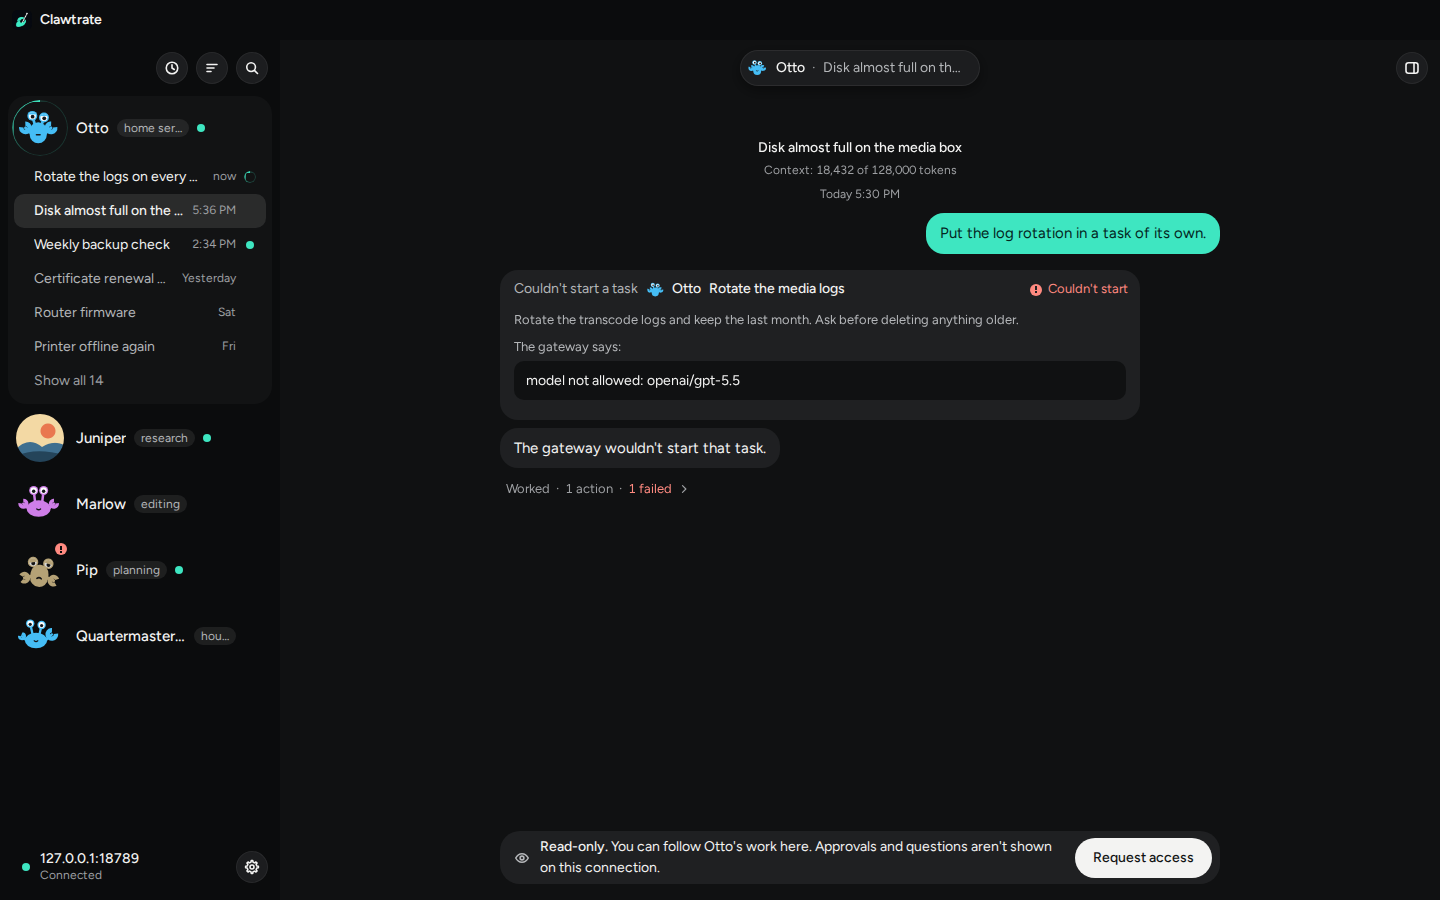 Clawtrate
Otto home ser...
Rotate the logs on every ... now
Disk almost full on the ... 5:36 PM
Weekly backup check 2:34 PM
Certificate renewal ... Yesterday
Router firmware Sat
Printer offline again Fri
Show all 14
Juniper research
Marlow editing
Pip planning
Quartermaster... hou...
127.0.0.1:18789
Connected
Otto · Disk almost full on th...
Disk almost full on the media box
Context: 18,432 of 128,000 tokens
Today 5:30 PM
Put the log rotation in a task of its own.
Couldn't start a task Otto Rotate the media logs Couldn't start
Rotate the transcode logs and keep the last month. Ask before deleting anything older.
The gateway says:
model not allowed: openai/gpt-5.5
The gateway wouldn't start that task.
Worked · 1 action · 1 failed
Read-only. You can follow Otto's work here. Approvals and questions aren't shown
on this connection.
Request access